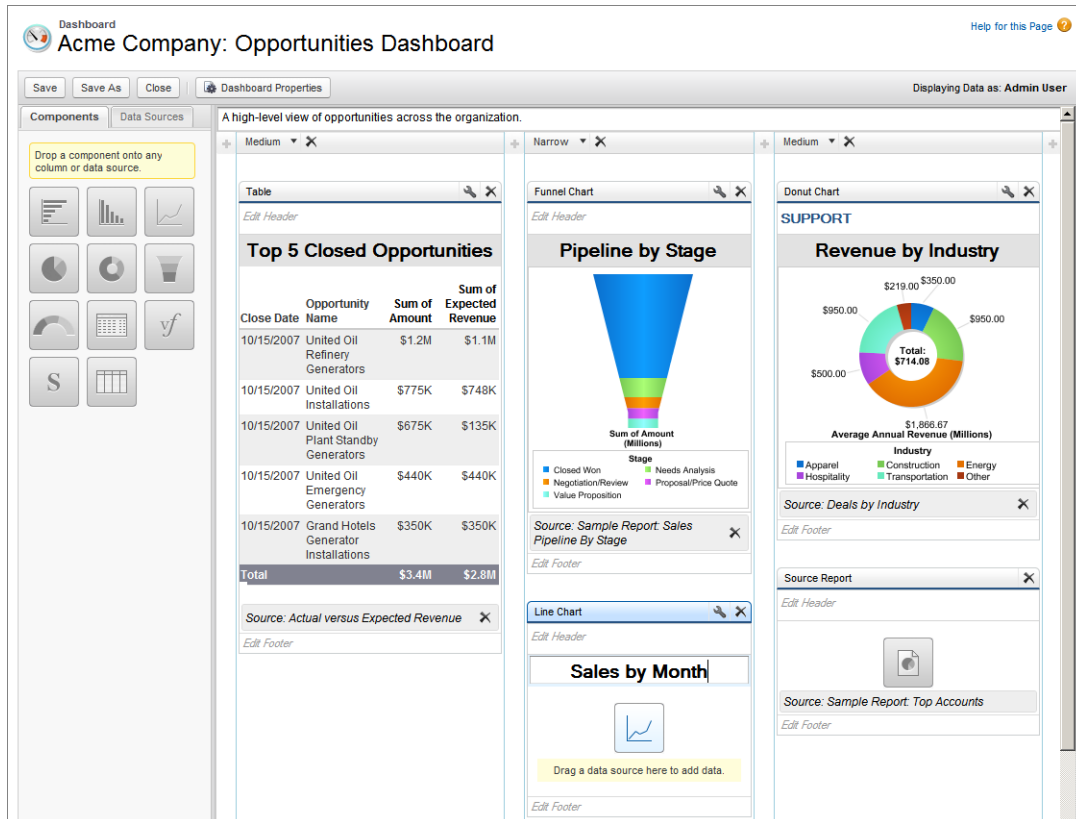 Dashboard
Acme Company: Opportunities Dashboard
Help for this Page ?
Save
Save As
Close
Dashboard Properties
Displaying Data as: Admin User
Components
Data Sources
Drop a component onto any
column or data source.
vf
S
A high-level view of opportunities across the organization.
Medium
Table
Edit Header
Top 5 Closed Opportunities
Close Date
Opportunity
Name
Sum of
Amount
Sum of
Expected
Revenue
10/15/2007 United Oil $1.2M $1.1M
Refinery
Generators
10/15/2007 United Oil $775K $748K
Installations
10/15/2007 United Oil $675K $135K
Plant Standby
Generators
10/15/2007 United Oil $440K $440K
Emergency
Generators
10/15/2007 Grand Hotels $350K $350K
Generator
Installations
Total $3.4M $2.8M
Source: Actual versus Expected Revenue
Edit Footer
Narrow
Funnel Chart
Edit Header
Pipeline by Stage
Sum of Amount
(Millions)
Stage
Closed Won Needs Analysis
Negotiation/Review Proposal/Price Quote
Value Proposition
Source: Sample Report: Sales
Pipeline By Stage
Edit Footer
Line Chart
Edit Header
Sales by Month
Drag a data source here to add data.
Edit Footer
Medium
Donut Chart
SUPPORT
Revenue by Industry
$219.00 $350.00
$950.00 $950.00
Total:
$714.08
$500.00
$1,866.67
Average Annual Revenue (Millions)
Industry
Apparel Construction Energy
Hospitality Transportation Other
Source: Deals by Industry
Edit Footer
Source Report
Edit Header
Source: Sample Report: Top Accounts
Edit Footer